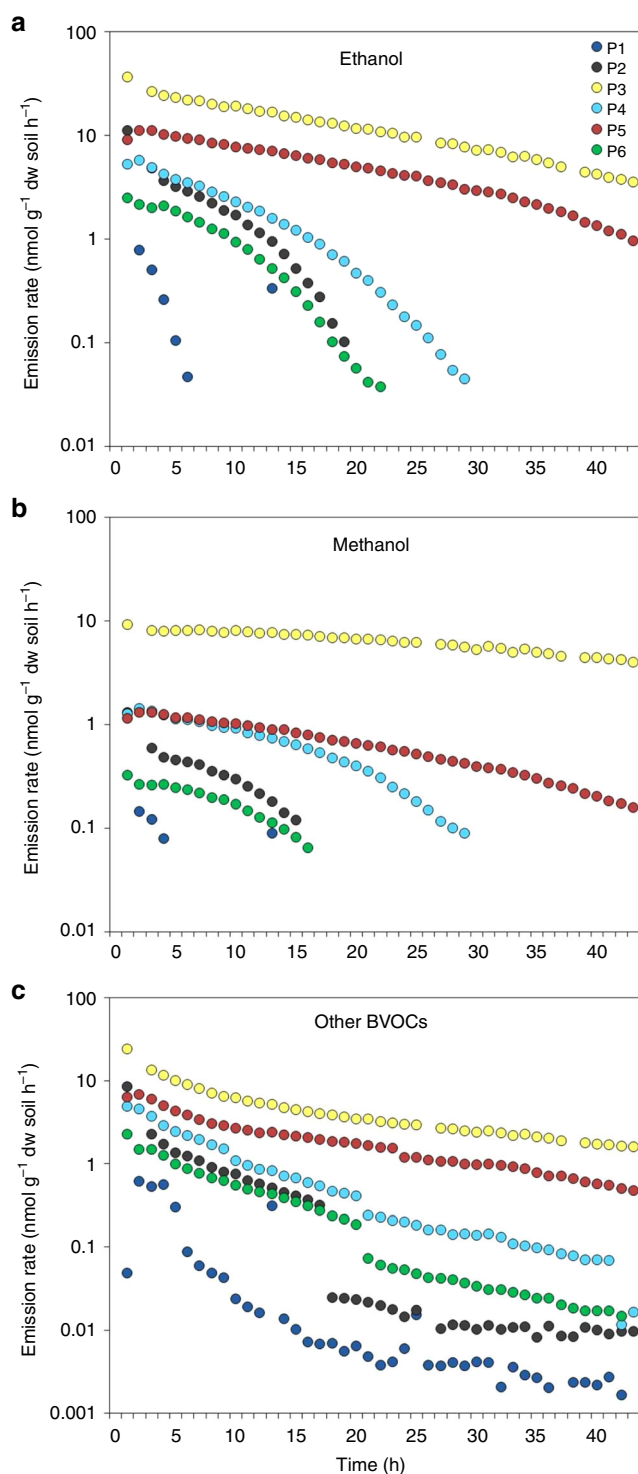 a
Ethanol
P1
P2
P3
P4
P5
P6
Emission rate (nmol g⁻¹ dw soil h⁻¹)
100
10
1
0.1
0.01
0 5 10 15 20 25 30 35 40
b
Methanol
Emission rate (nmol g⁻¹ dw soil h⁻¹)
100
10
1
0.1
0.01
0 5 10 15 20 25 30 35 40
c
Other BVOCs
Emission rate (nmol g⁻¹ dw soil h⁻¹)
100
10
1
0.1
0.01
0.001
0 5 10 15 20 25 30 35 40
Time (h)